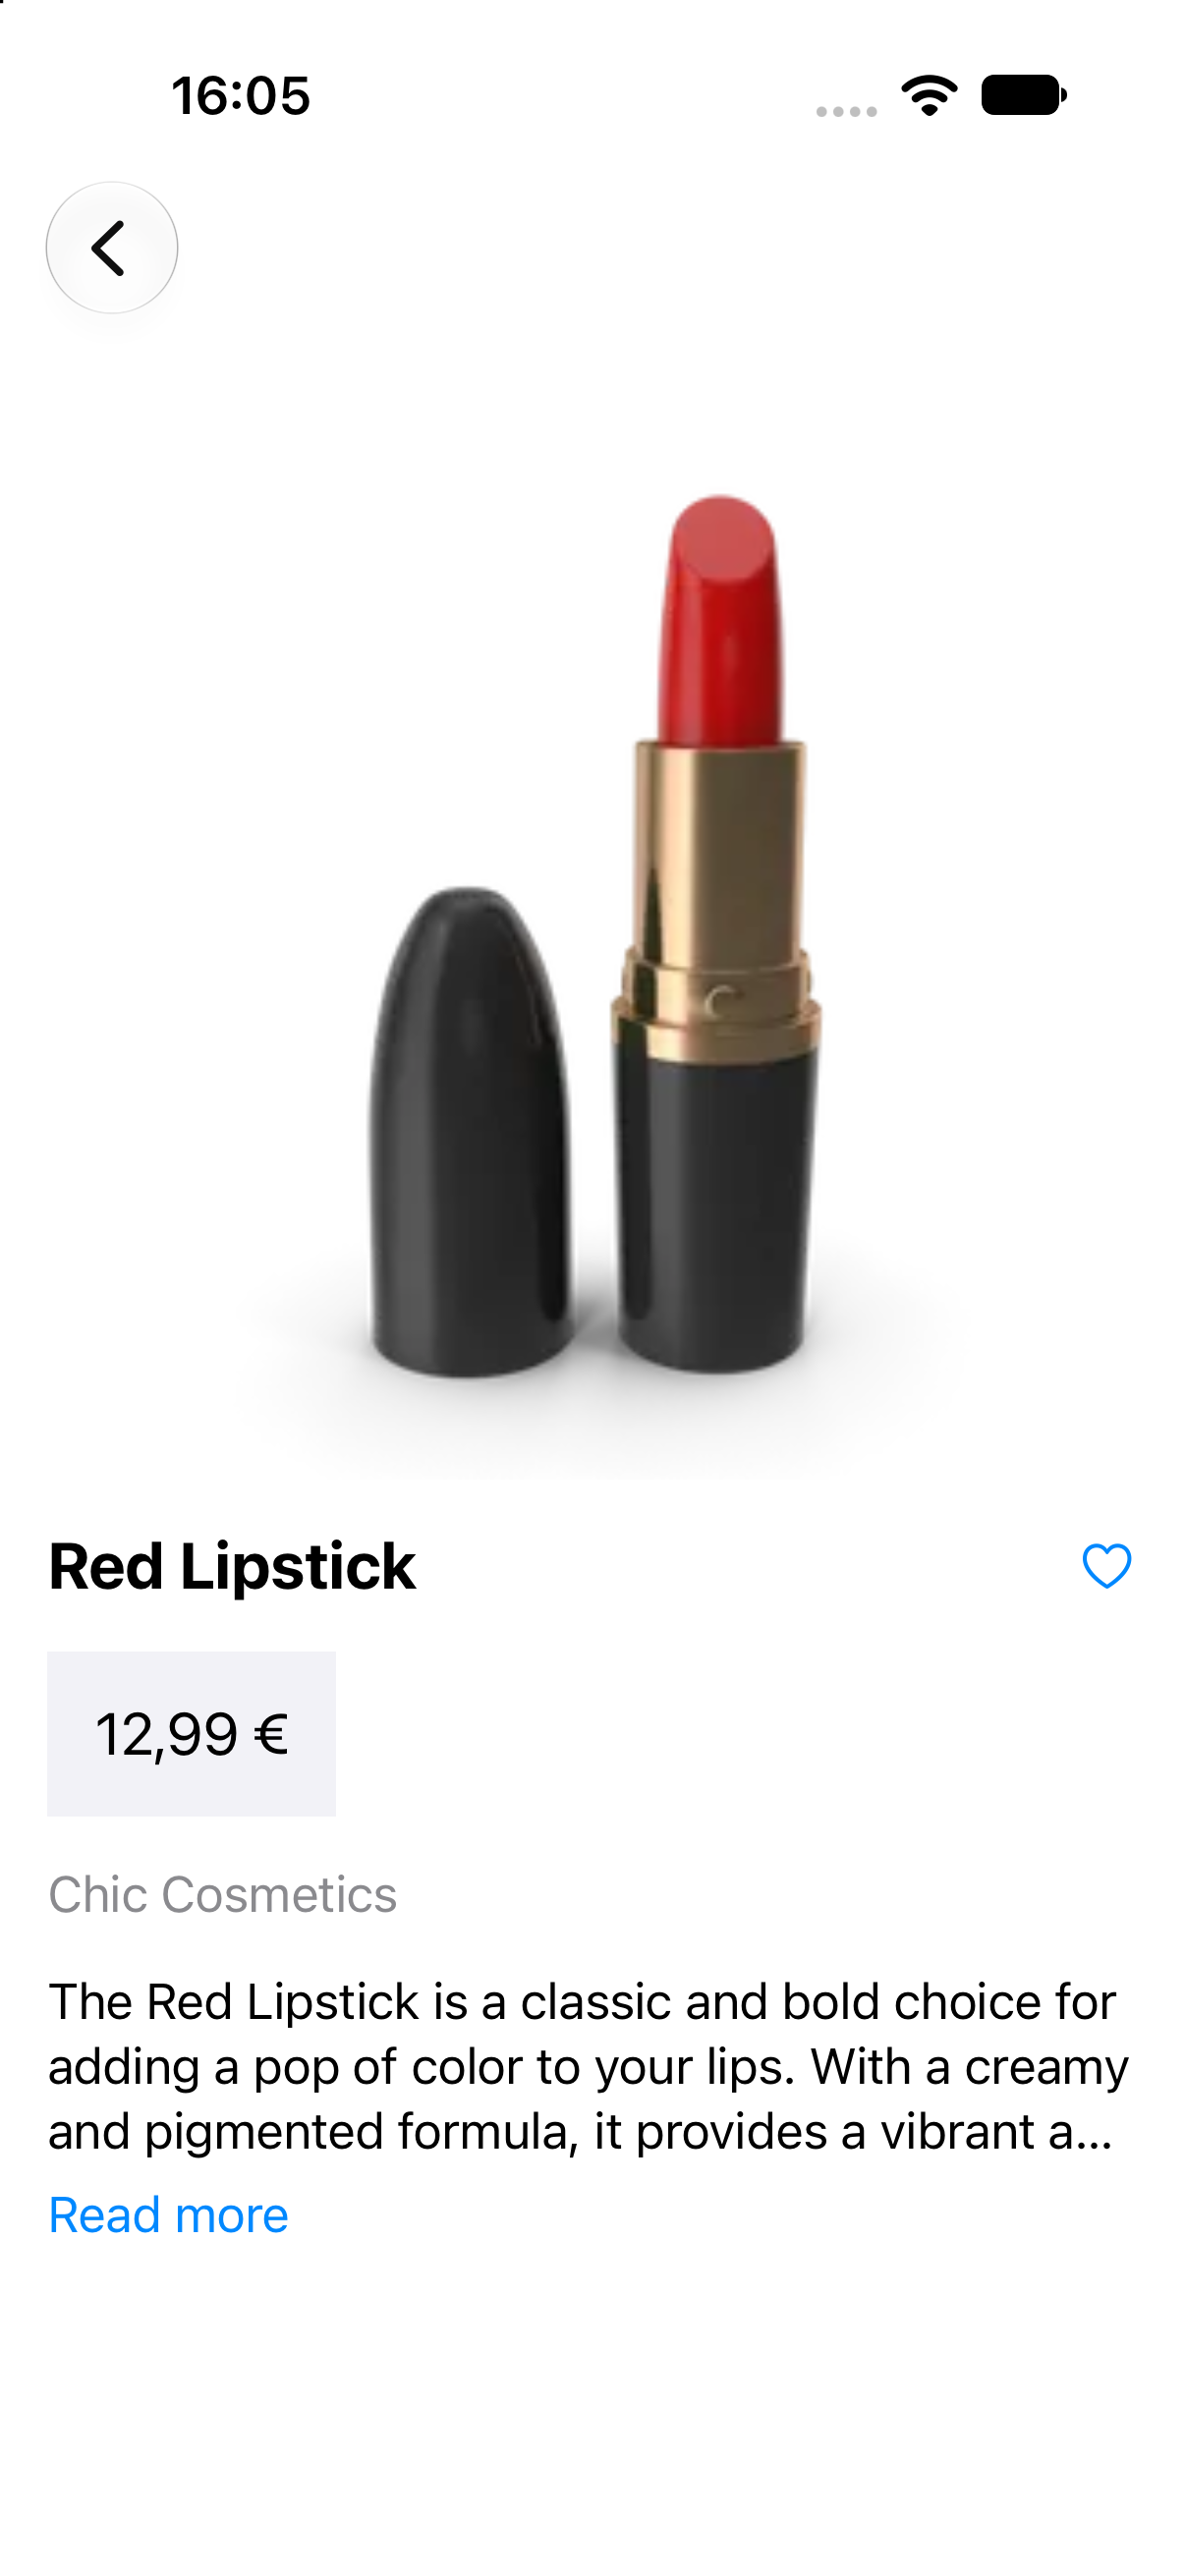 16:05
Red Lipstick
12,99 €
Chic Cosmetics
The Red Lipstick is a classic and bold choice for
adding a pop of color to your lips. With a creamy
and pigmented formula, it provides a vibrant a...
Read more